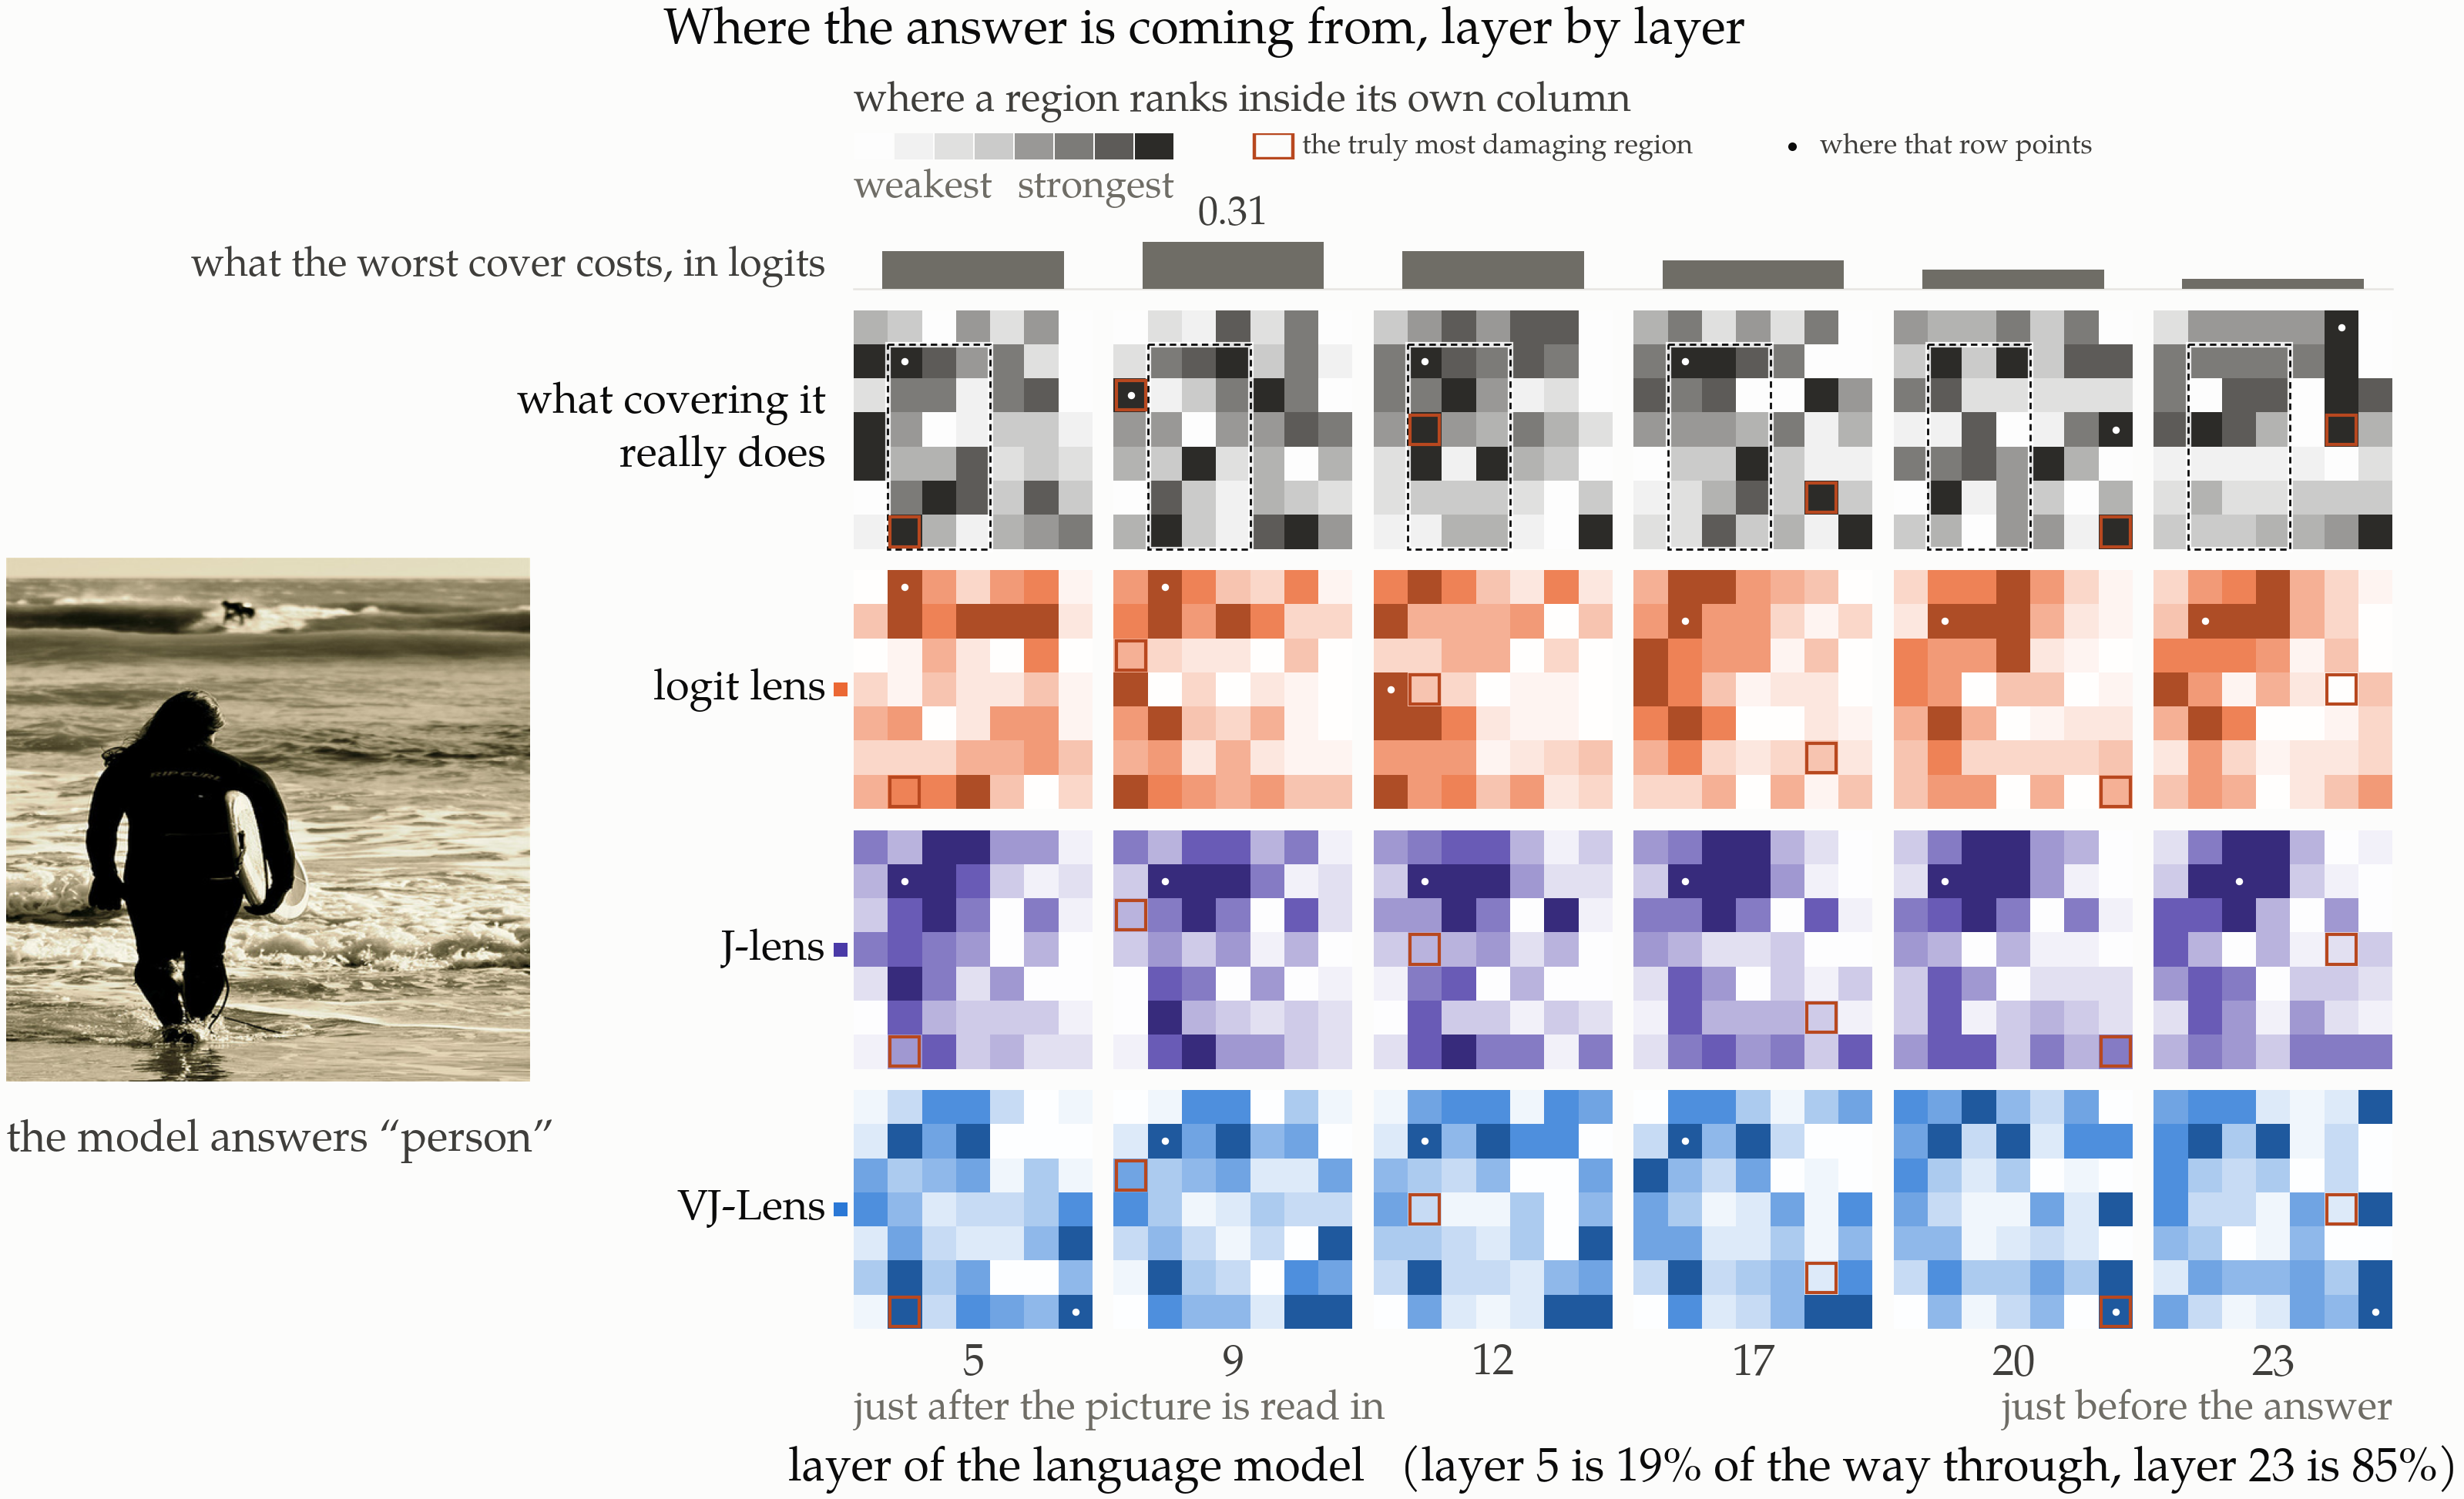 Where the answer is coming from, layer by layer
where a region ranks inside its own column
the truly most damaging region
where that row points
weakest strongest
0.31
what the worst cover costs, in logits
what covering it
really does
logit lens
J-lens
VJ-Lens
RIP CURL
the model answers “person”
5 9 12 17 20 23
just after the picture is read in
just before the answer
layer of the language model (layer 5 is 19% of the way through, layer 23 is 85%)